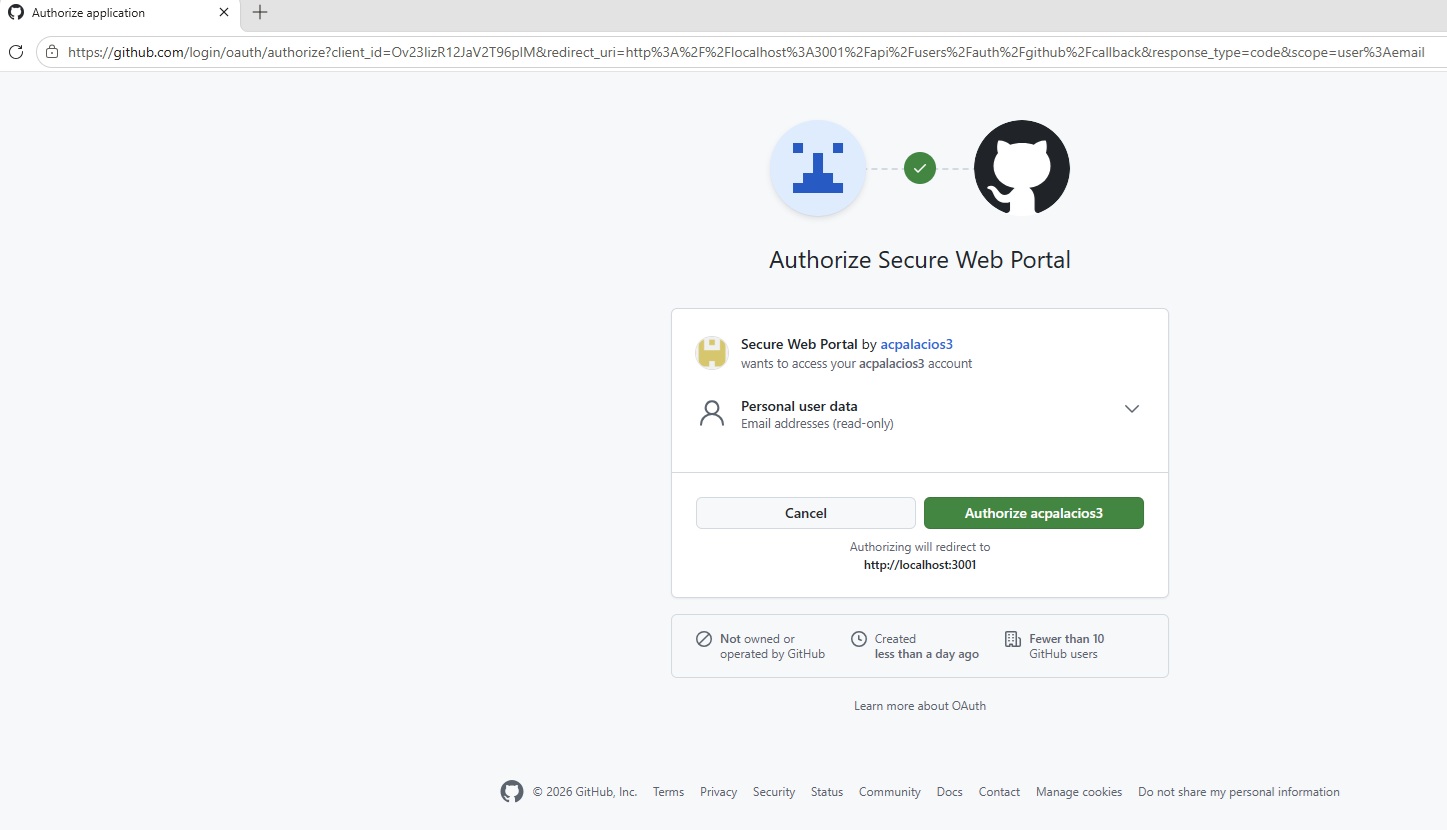 Authorize application
https://github.com/login/oauth/authorize?client_id=Ov23lizR12JaV2T96pIM&redirect_uri=http%3A%2F%2Flocalhost%3A3001%2Fapi%2Fusers%2Fauth%2Fgithub%2Fcallback&response_type=code&scope=user%3Aemail
Authorize Secure Web Portal
Secure Web Portal by acpalacios3
wants to access your acpalacios3 account
Personal user data
Email addresses (read-only)
Cancel
Authorize acpalacios3
Authorizing will redirect to
http://localhost:3001
Not owned or
operated by GitHub
Created
less than a day ago
Fewer than 10
GitHub users
Learn more about OAuth
© 2026 GitHub, Inc. Terms Privacy Security Status Community Docs Contact Manage cookies Do not share my personal information